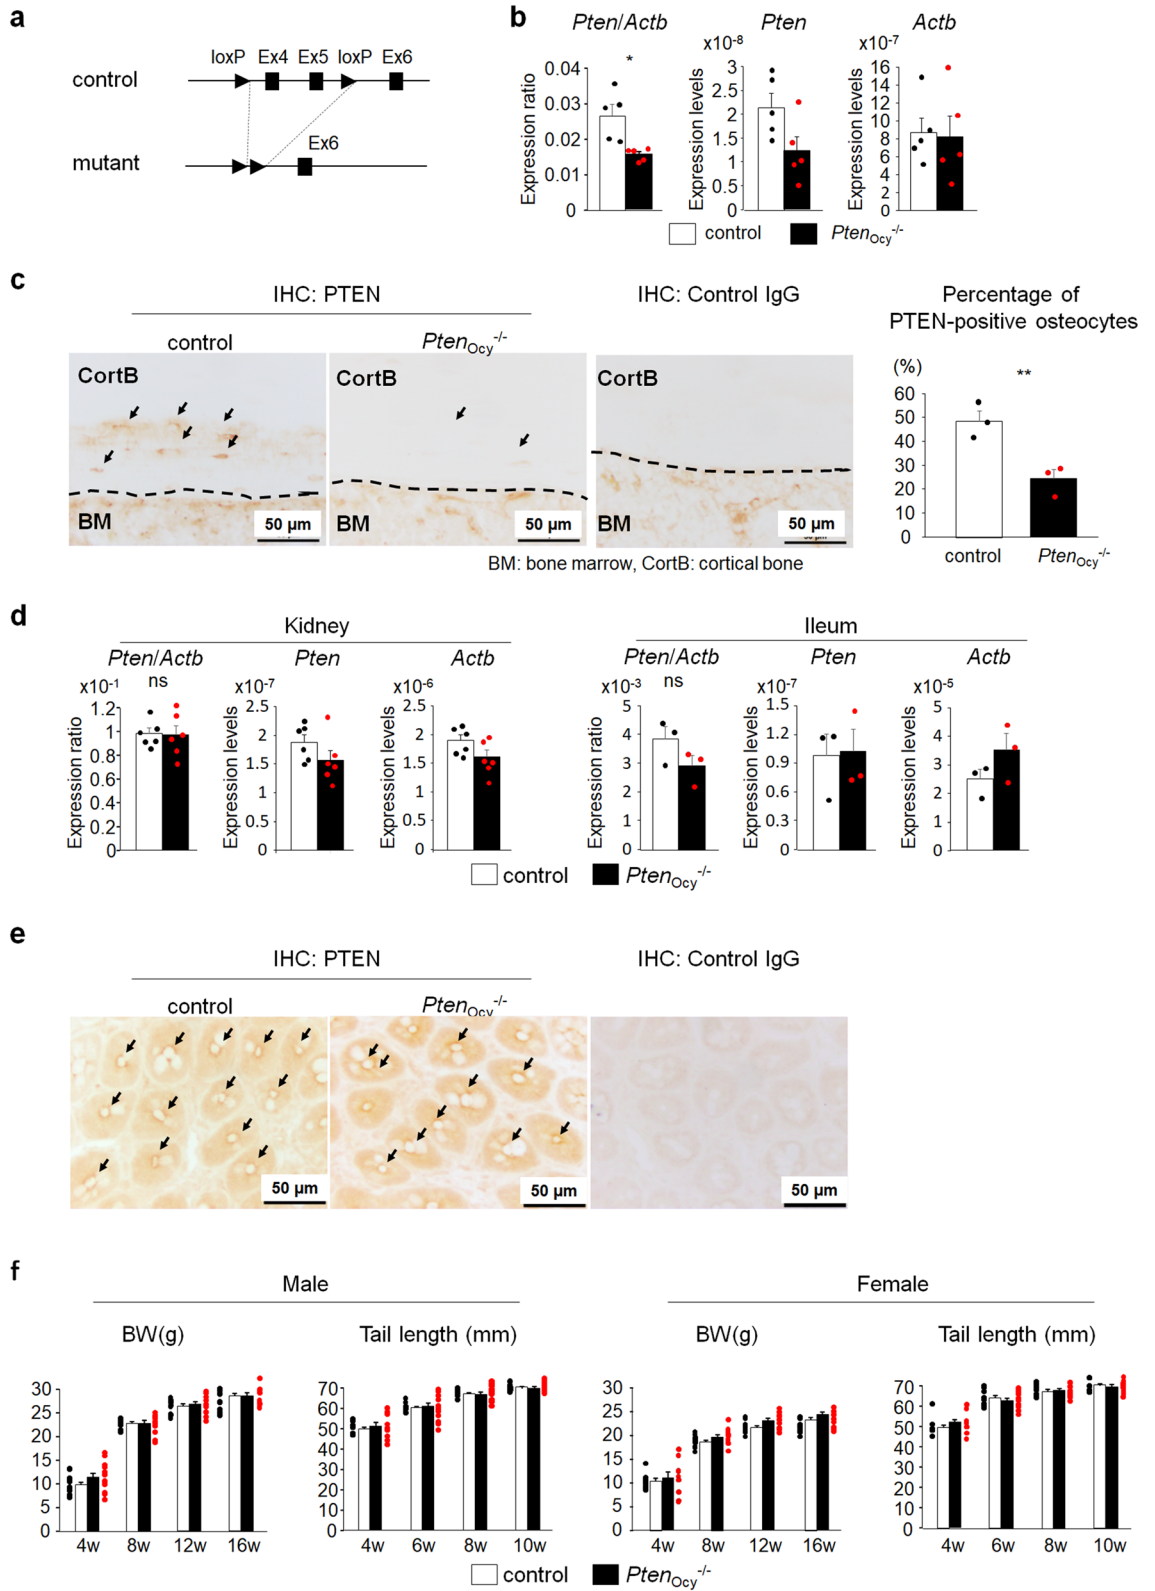 a
loxP Ex4 Ex5 loxP Ex6
control
Ex6
mutant
b
Pten/Actb Pten Actb
x10-8 x10-7
Expression ratio
0.04
0.03
0.02
0.01
0
*
Expression levels
3
2.5
2
1.5
1
0.5
0
Expression levels
16
14
12
10
8
6
4
2
0
control PtenOcy-/-
c
IHC: PTEN IHC: Control IgG
control PtenOcy-/-
CortB
BM
50 µm
CortB
BM
50 µm
CortB
50 µm
BM: bone marrow, CortB: cortical bone
Percentage of
PTEN-positive osteocytes
(%)
**
60
50
40
30
20
10
0
control PtenOcy-/-
d
Kidney
Pten/Actb Pten Actb
ns
x10-1 x10-7 x10-6
Expression ratio
1.2
1
0.8
0.6
0.4
0.2
0
Expression levels
2.5
2
1.5
1
0.5
0
Expression levels
2.5
2
1.5
1
0.5
0
Ileum
Pten/Actb Pten Actb
ns
x10-3 x10-7 x10-5
Expression ratio
5
4
3
2
1
0
Expression levels
1.5
1.2
0.9
0.6
0.3
0
Expression levels
5
4
3
2
1
0
control PtenOcy-/-
e
IHC: PTEN IHC: Control IgG
control PtenOcy-/-
50 µm
50 µm
50 µm
f
Male Female
BW(g) Tail length (mm) BW(g) Tail length (mm)
30
25
20
15
10
5
0
4w 8w 12w 16w
70
60
50
40
30
20
10
0
4w 6w 8w 10w
30
25
20
15
10
5
0
4w 8w 12w 16w
70
60
50
40
30
20
10
0
4w 6w 8w 10w
control PtenOcy-/-